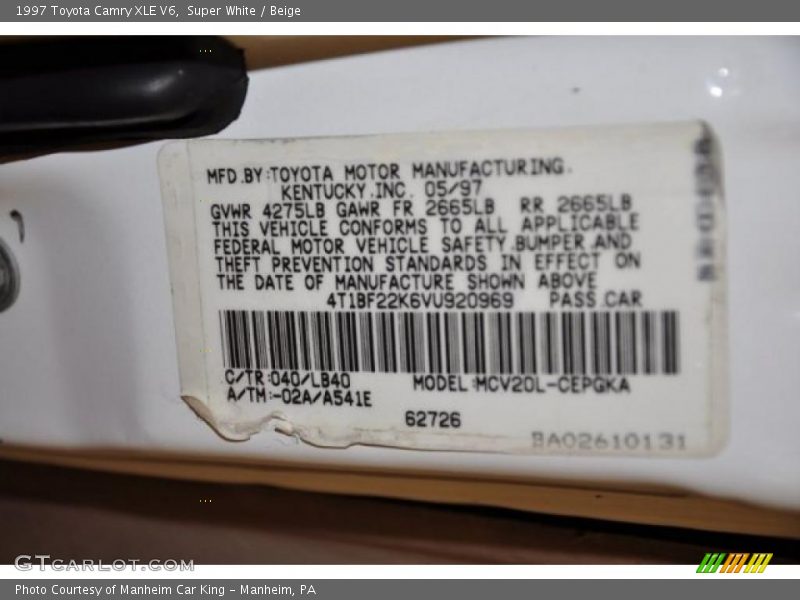 1997 Toyota Camry XLE V6, Super White / Beige
MFD.BY:TOYOTA MOTOR MANUFACTURING.
KENTUCKY.INC. 05/97
GVWR 4275LB GAWR FR 2665LB RR 2665LB
THIS VEHICLE CONFORMS TO ALL APPLICABLE
FEDERAL MOTOR VEHICLE SAFETY.BUMPER.AND
THEFT PREVENTION STANDARDS IN EFFECT ON
THE DATE OF MANUFACTURE SHOWN ABOVE
4T1BF22K6VU920969 PASS.CAR
C/TR:040/LB40 MODEL:MCV20L-CEPGKA
A/TM:-02A/A541E
62726
BA02610131
GTCARLOT.COM
Photo Courtesy of Manheim Car King - Manheim, PA